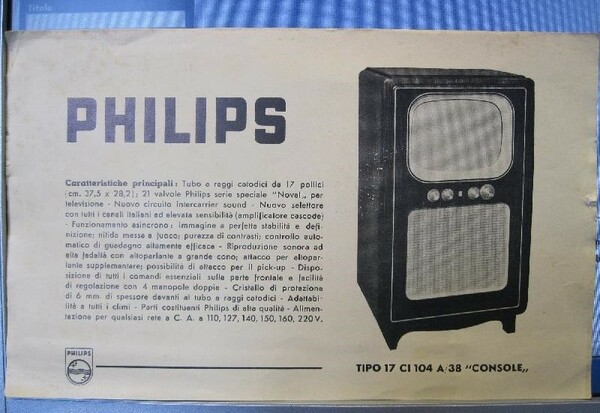 Titolo
PHILIPS
Caratteristiche principali: Tubo a raggi catodici da 17 pollici
(cm. 37,5 x 28,2); 21 valvole Philips serie speciale "Noval„ per
televisione - Nuovo circuito intercarrier sound - Nuovo selettore
con tutti i canali italiani ad elevata sensibilità (amplificatore cascode)
- Funzionamento asincrono: immagine a perfetta stabilità e defi-
nizione; nitida messa a fuoco; purezza di contrasti; controllo auto-
matico di guadagno altamente efficace - Riproduzione sonora ad
alta fedeltà con altoparlante a grande cono; attacco per altopar-
lante supplementare; possibilità di attacco per il pick-up - Dispo-
sizione di tutti i comandi essenziali sulla parte frontale e facilità
di regolazione con 4 manopole doppie - Cristallo di protezione
di 6 mm. di spessore davanti al tubo a raggi catodici - Adattabi-
lità a tutti i climi - Parti costituenti Philips di alta qualità - Alimen-
tazione per qualsiasi rete a C. A. a 110, 127, 140, 150, 160, 220 V.
PHILIPS
TIPO 17 CI 104 A/38 "CONSOLE„